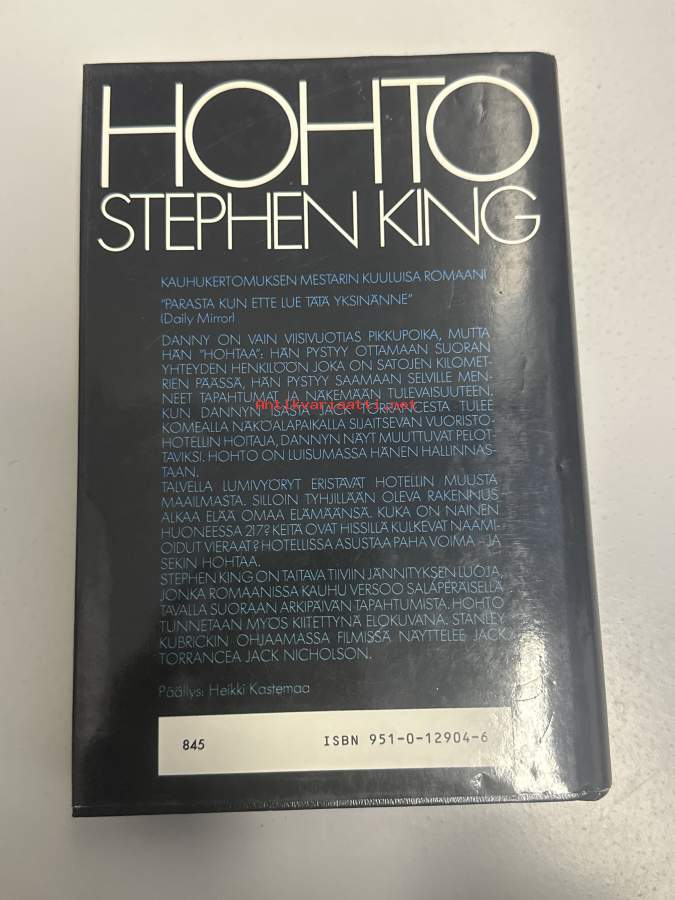 HOHTO
STEPHEN KING
KAUHUKERTOMUKSEN MESTARIN KUULUISA ROMAANI
"PARASTA KUN ETTE LUE TÄTÄ YKSINÄNNE"
(Daily Mirror)
DANNY ON VAIN VIISIVUOTIAS PIKKUPOIKA, MUTTA
HÄN "HOHTAA": HÄN PYSTYY OTTAMAAN SUORAN
YHTEYDEN HENKILÖÖN JOKA ON SATOJEN KILOMET-
RIEN PÄÄSSÄ, HÄN PYSTYY SAAMAAN SELVILLE MEN-
NEET TAPAHTUMAT JA NÄKEMÄÄN TULEVAISUUTEEN.
Antikvariaatti.net
KUN DANNYN ISÄSTÄ JACK TORRANCESTA TULEE
KOMEALLA NÄKÖALAPAIKALLA SIJAITSEVAN VUORISTO-
HOTELLIN HOITAJA, DANNYN NÄYT MUUTTUVAT PELOT-
TAVIKSI. HOHTO ON LUISUMASSA HÄNEN HALLINNAS-
TAAN.
TALVELLA LUMIVYÖRYT ERISTÄVÄT HOTELLIN MUUSTA
MAAILMASTA. SILLOIN TYHJILLÄÄN OLEVA RAKENNUS
ALKAA ELÄÄ OMAA ELÄMÄÄNSÄ. KUKA ON NAINEN
HUONEESSA 217? KEITÄ OVAT HISSILLÄ KULKEVAT NAAMI-
OIDUT VIERAAT? HOTELLISSA ASUSTAA PAHA VOIMA – JA
SEKIN HOHTAA.
STEPHEN KING ON TAITAVA TIIVIIN JÄNNITYKSEN LUOJA,
JONKA ROMAANISSA KAUHU VERSOO SALAPERÄISELLÄ
TAVALLA SUORAAN ARKIPÄIVÄN TAPAHTUMISTA. HOHTO
TUNNETAAN MYÖS KIITETTYNÄ ELOKUVANA. STANLEY
KUBRICKIN OHJAAMASSA FILMISSÄ NÄYTTELEE JACK
TORRANCEA JACK NICHOLSON.
Päällys: Heikki Kastemaa
845 ISBN 951-0-12904-6